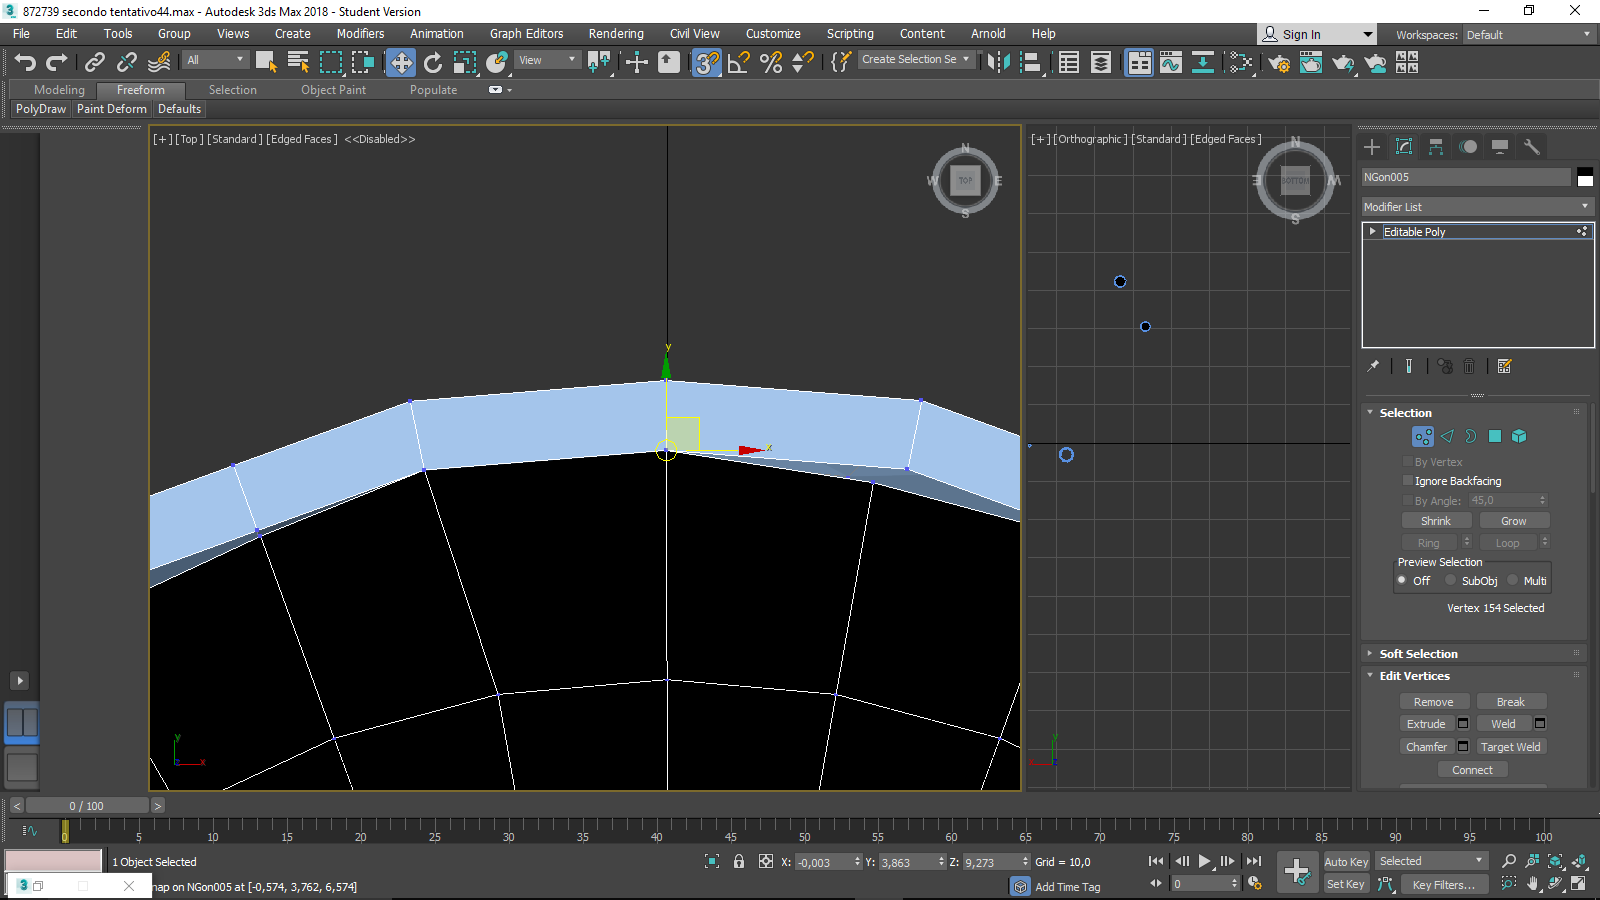 872739 secondo tentativo44.max - Autodesk 3ds Max 2018 - Student Version
File Edit Tools Group Views Create Modifiers Animation Graph Editors Rendering Civil View Customize Scripting Content Arnold Help Sign In Workspaces: Default
All View 3 Create Selection Se
Modeling Freeform Selection Object Paint Populate
PolyDraw Paint Deform Defaults
[+] [Top] [Standard] [Edged Faces] <<Disabled>>
N
W TOP E
S
y
x
y
z x
[+] [Orthographic] [Standard] [Edged Faces]
N
E BOTTOM W
S
y
x z
NGon005
Modifier List
Editable Poly
Selection
By Vertex
Ignore Backfacing
By Angle: 45,0
Shrink Grow
Ring Loop
Preview Selection
Off SubObj Multi
Vertex 154 Selected
Soft Selection
Edit Vertices
Remove Break
Extrude Weld
Chamfer Target Weld
Connect
< 0 / 100 >
0 5 10 15 20 25 30 35 40 45 50 55 60 65 70 75 80 85 90 95 100
1 Object Selected X: -0,003 Y: 3,863 Z: 9,273 Grid = 10,0 Auto Key Selected
3 nap on NGon005 at [-0,574, 3,762, 6,574] Add Time Tag 0 Set Key Key Filters...